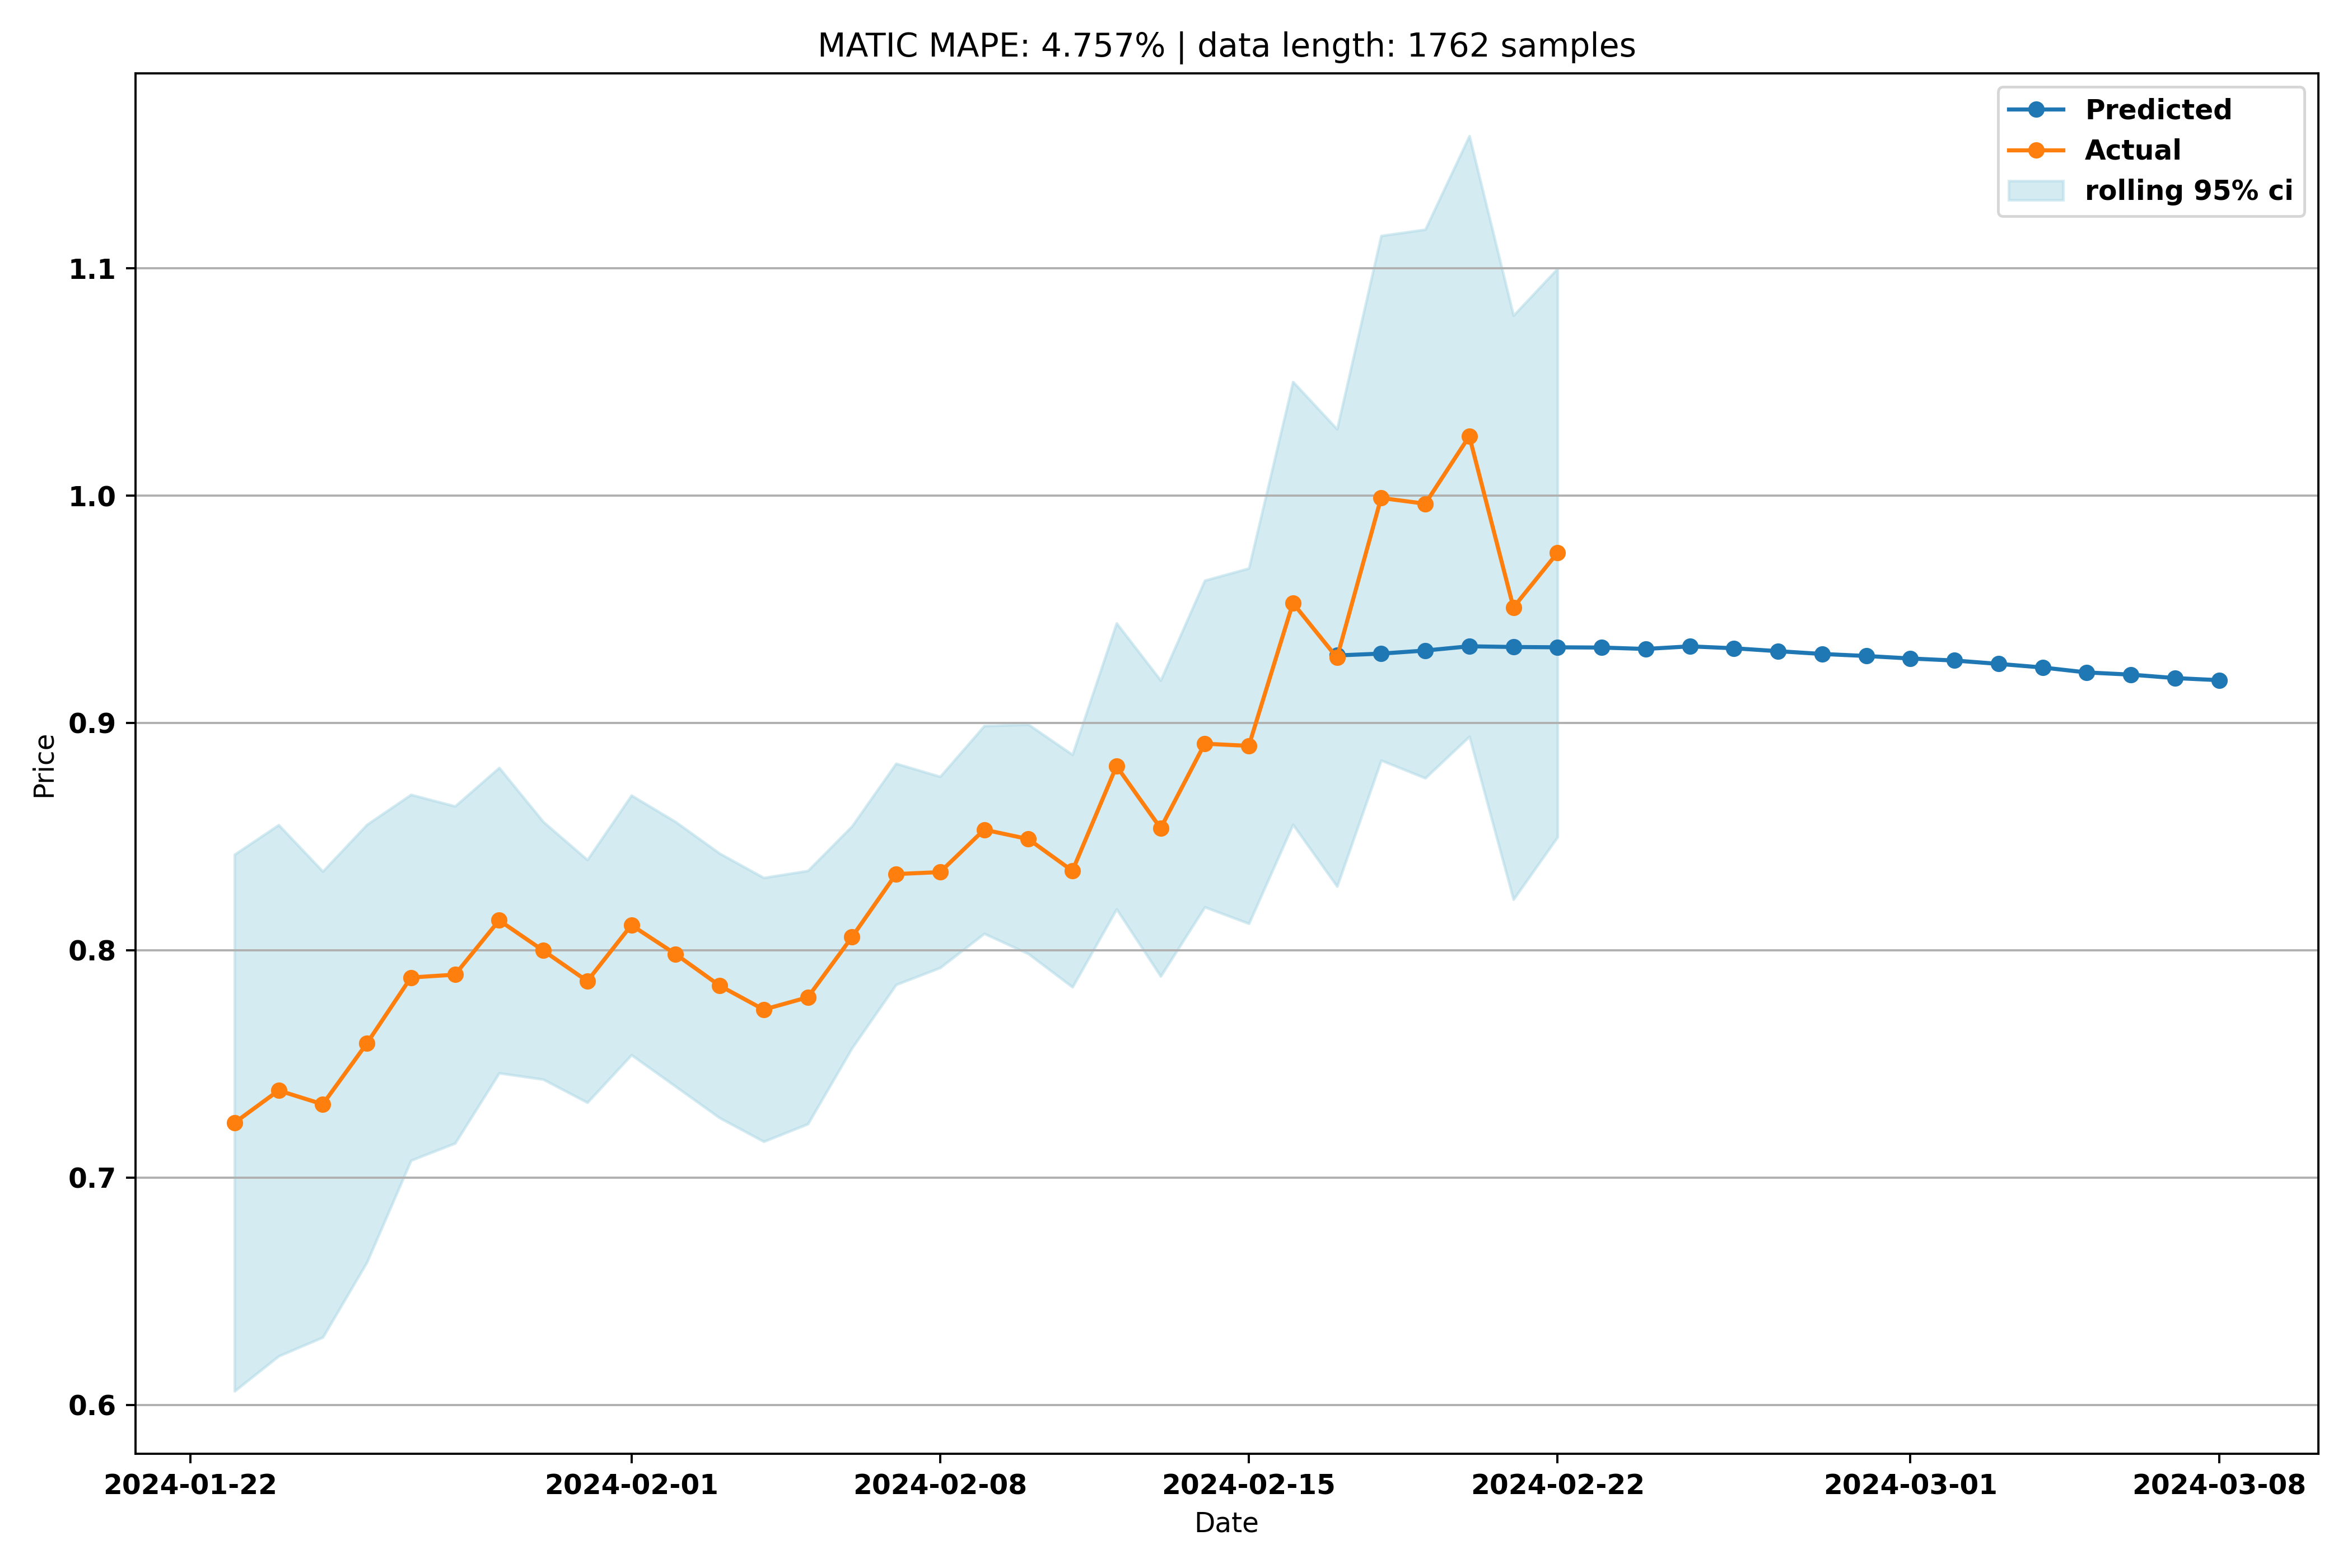 MATIC MAPE: 4.757% | data length: 1762 samples
Predicted
Actual
rolling 95% ci
1.1
1.0
0.9
0.8
0.7
0.6
Price
2024-01-22
2024-02-01
2024-02-08
2024-02-15
2024-02-22
2024-03-01
2024-03-08
Date